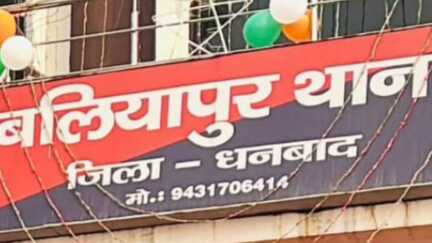 बलियापुर थाना
जिला - धनबाद
मो.: 9431706414